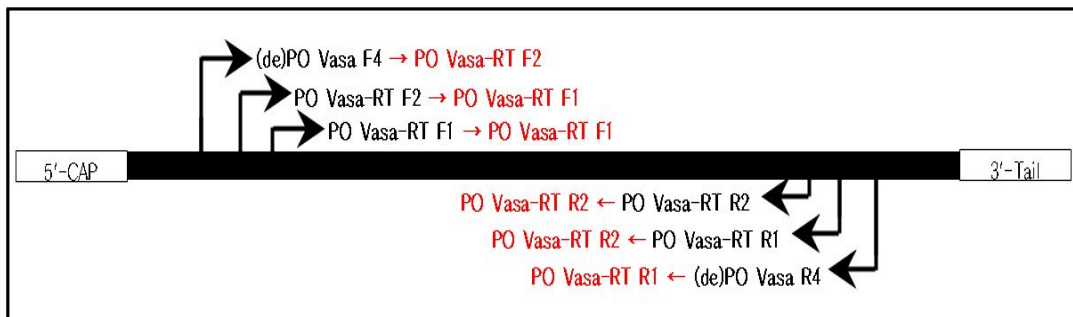 (de)PO Vasa F4 → PO Vasa-RT F2
PO Vasa-RT F2 → PO Vasa-RT F1
PO Vasa-RT F1 → PO Vasa-RT F1
5'-CAP
3'-Tail
PO Vasa-RT R2 ← PO Vasa-RT R2
PO Vasa-RT R2 ← PO Vasa-RT R1
PO Vasa-RT R1 ← (de)PO Vasa R4